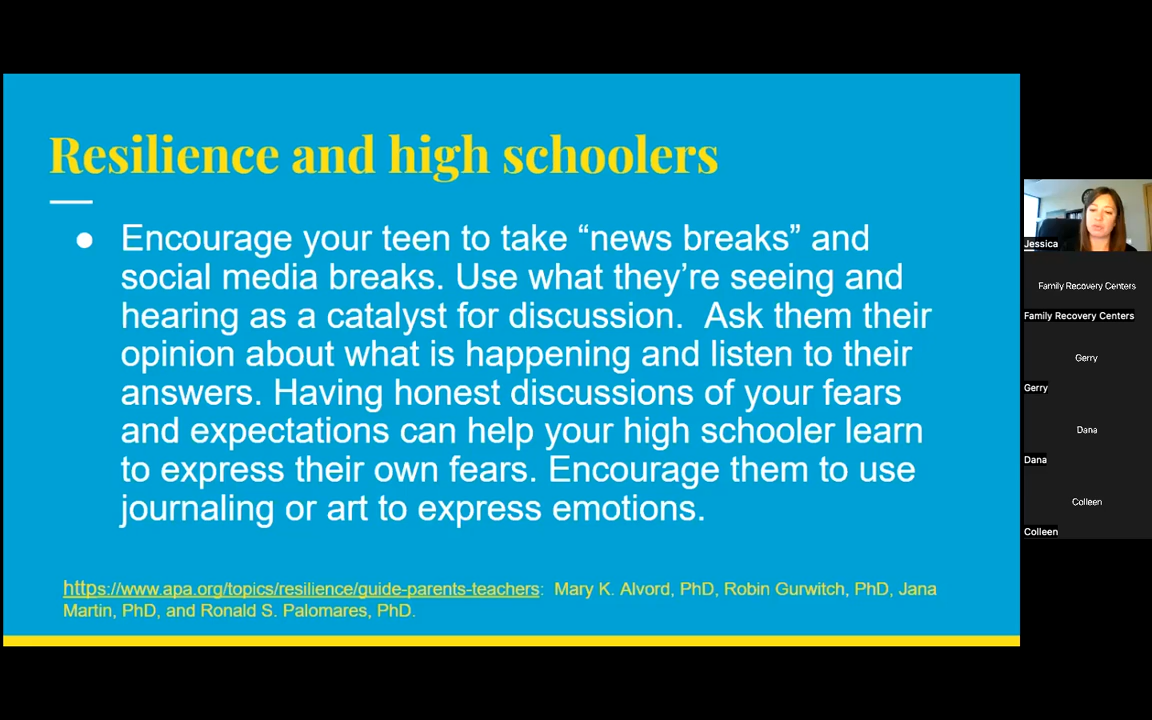 Resilience and high schoolers
● Encourage your teen to take “news breaks” and
social media breaks. Use what they’re seeing and
hearing as a catalyst for discussion.  Ask them their
opinion about what is happening and listen to their
answers. Having honest discussions of your fears
and expectations can help your high schooler learn
to express their own fears. Encourage them to use
journaling or art to express emotions.
https://www.apa.org/topics/resilience/guide-parents-teachers:  Mary K. Alvord, PhD, Robin Gurwitch, PhD, Jana
Martin, PhD, and Ronald S. Palomares, PhD.
Jessica
Family Recovery Centers
Family Recovery Centers
Gerry
Gerry
Dana
Dana
Colleen
Colleen